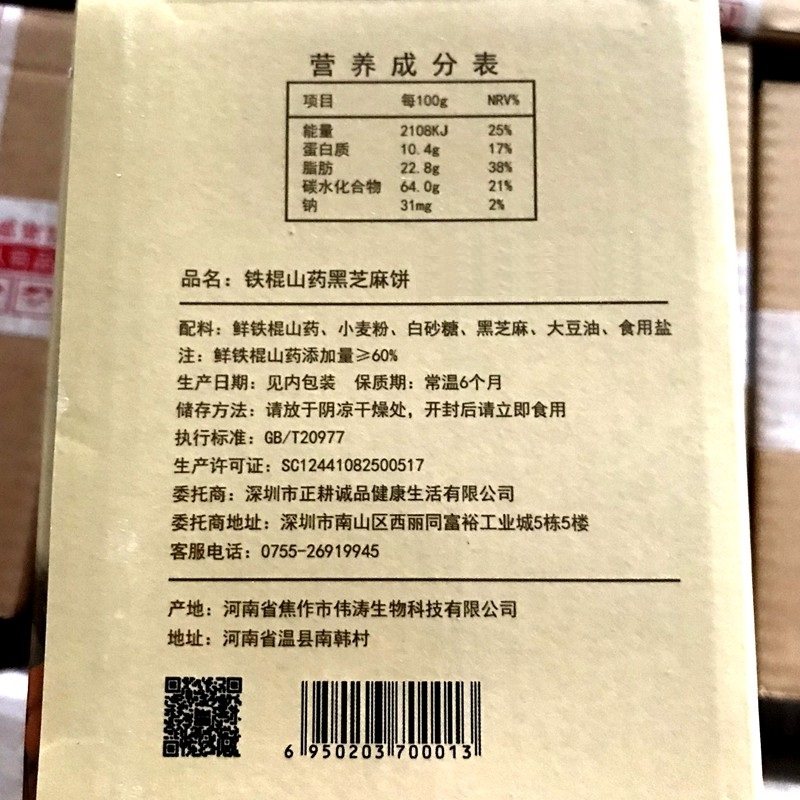 营养成分表
项目 每100g NRV%
能量 2108KJ 25%
蛋白质 10.4g 17%
脂肪 22.8g 38%
碳水化合物 64.0g 21%
钠 31mg 2%
品名：铁棍山药黑芝麻饼
配料：鲜铁棍山药、小麦粉、白砂糖、黑芝麻、大豆油、食用盐
注：鲜铁棍山药添加量≥60%
生产日期：见内包装 保质期：常温6个月
储存方法：请放于阴凉干燥处，开封后请立即食用
执行标准：GB/T20977
生产许可证：SC12441082500517
委托商：深圳市正耕诚品健康生活有限公司
委托商地址：深圳市南山区西丽同富裕工业城5栋5楼
客服电话：0755-26919945
产地：河南省焦作市伟涛生物科技有限公司
地址：河南省温县南韩村
6 950203 700013